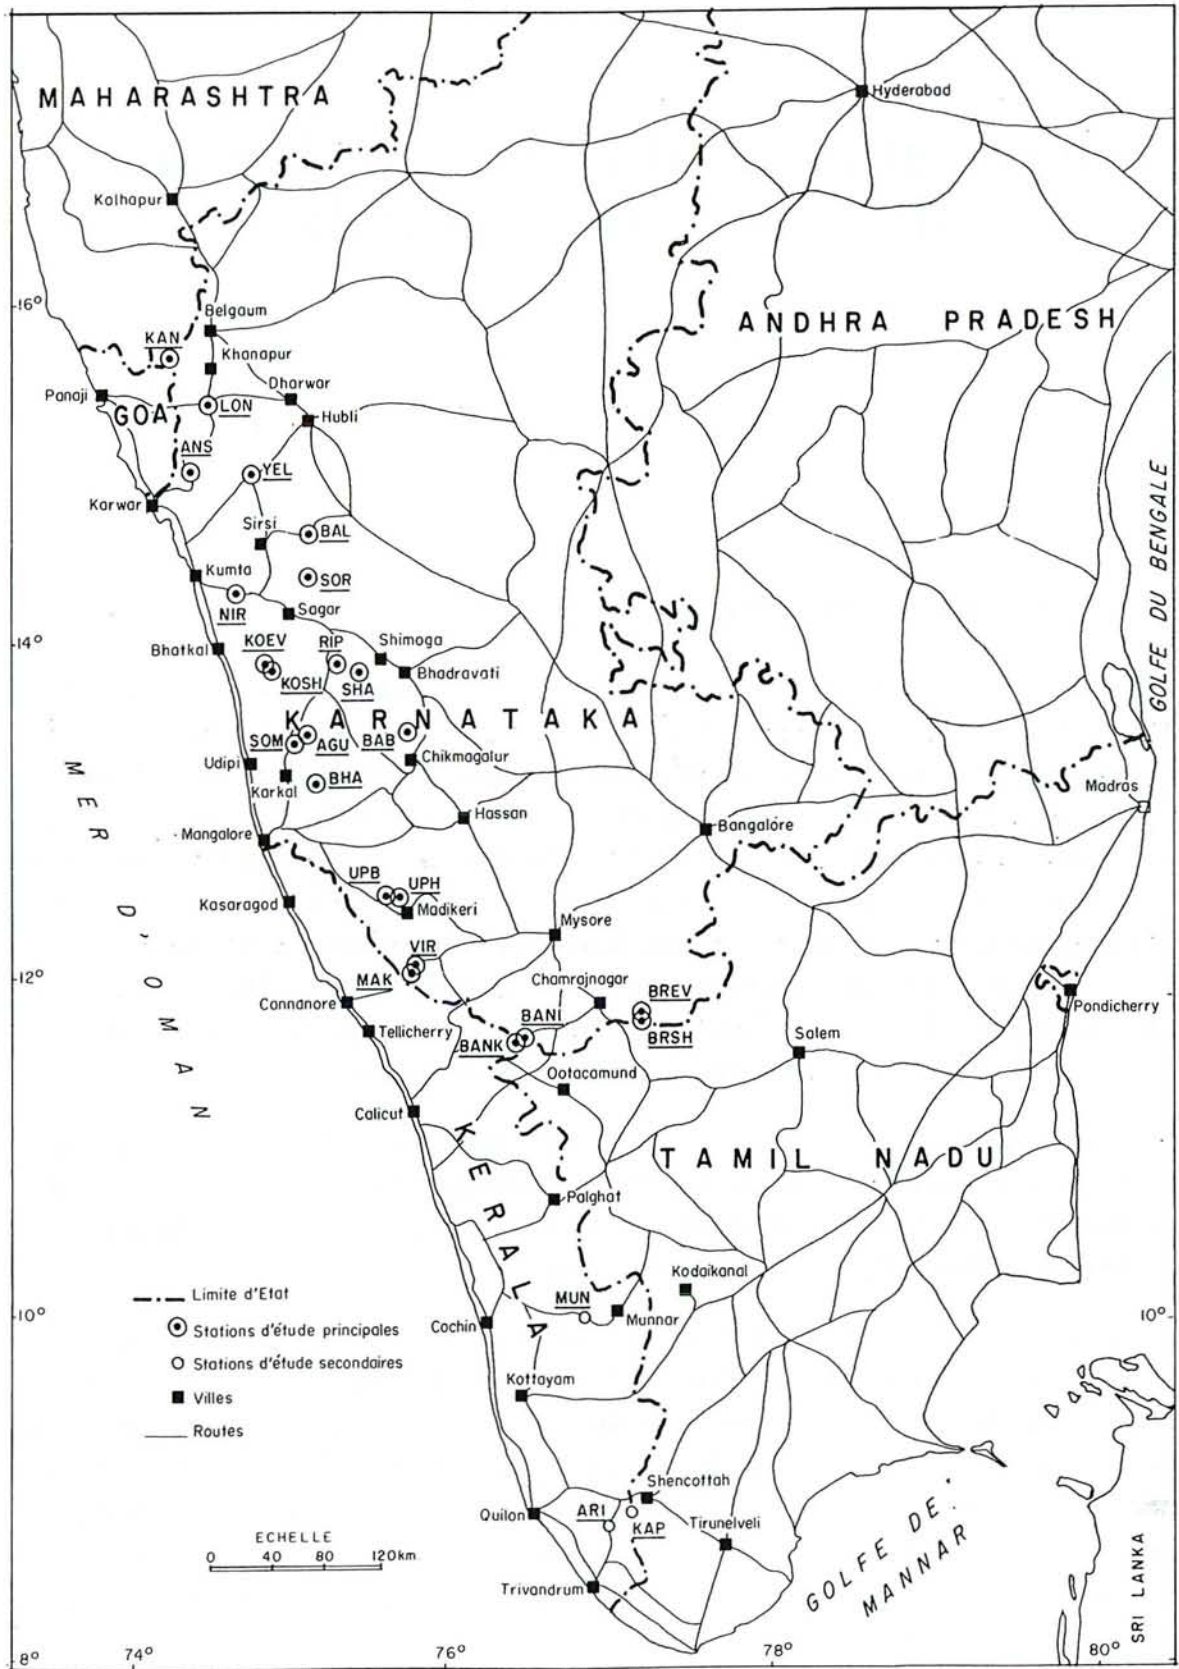 MAHARASHTRA
Hyderabad
Kolhapur
16°
Belgaum
ANDHRA PRADESH
KAN
Khanapur
Dharwar
Panaji
GOA
LON
Hubli
ANS
YEL
Karwar
Sirsi
BAL
Kumta
SOR
NIR
Sagar
14°
Bhatkal
KOEV
RIP
Shimoga
KOSH
SHA
Bhadravati
KARNATAKA
SOM
AGU
BAB
Udipi
Chikmagalur
Karkal
BHA
Madras
Hassan
Mangalore
Bangalore
GOLFE DU BENGALE
MER D'OMAN
UPB
UPH
Kasaragod
Madikeri
Mysore
VIR
12°
MAK
Chamrajnagar
BREV
Cannanore
BANI
Pondicherry
Tellicherry
BANK
BRSH
Salem
Ootacamund
Calicut
KERALA
TAMIL NADU
Palghat
Kodaikanal
Limite d'Etat
MUN
10°
Stations d'étude principales
Cochin
Munnar
10°
Stations d'étude secondaires
Kottayam
Villes
Routes
Shencottah
Quilon
ARI
KAP
Tirunelveli
ECHELLE
0 40 80 120 km.
Trivandrum
GOLFE DE
MANNAR
SRI LANKA
8°
74°
76°
78°
80°